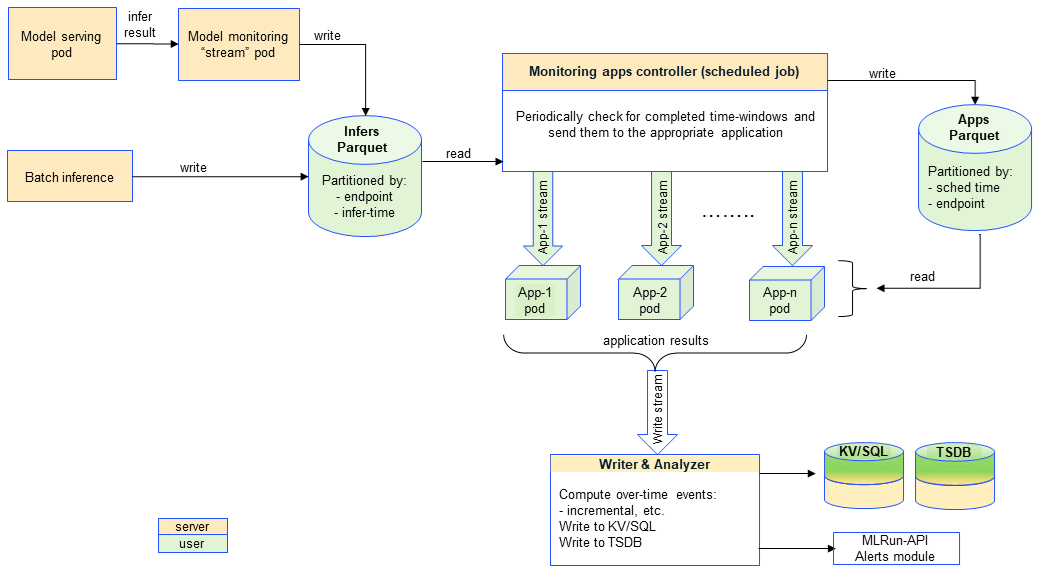 Model serving
pod
infer
result
Model monitoring
“stream” pod
write
Batch inference
write
Infers
Parquet
Partitioned by:
- endpoint
- infer-time
read
Monitoring apps controller (scheduled job)
Periodically check for completed time-windows and
send them to the appropriate application
write
Apps
Parquet
Partitioned by:
- sched time
- endpoint
App-1 stream
App-2 stream
........
App-n stream
App-1
pod
App-2
pod
App-n
pod
read
application results
Write stream
Writer & Analyzer
Compute over-time events:
- incremental, etc.
Write to KV/SQL
Write to TSDB
KV/SQL
TSDB
MLRun-API
Alerts module
server
user